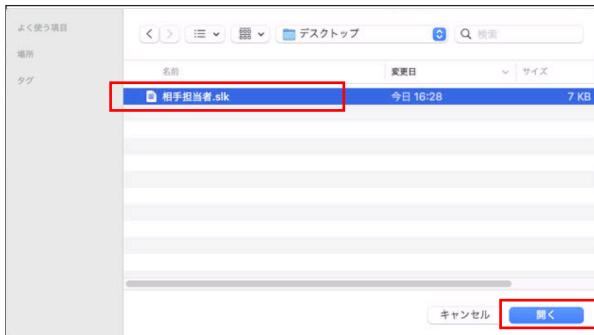 よく使う項目
場所
タグ
デスクトップ
検索
名前 変更日 サイズ
相手担当者.slk 今日 16:28 7 KB
キャンセル 開く